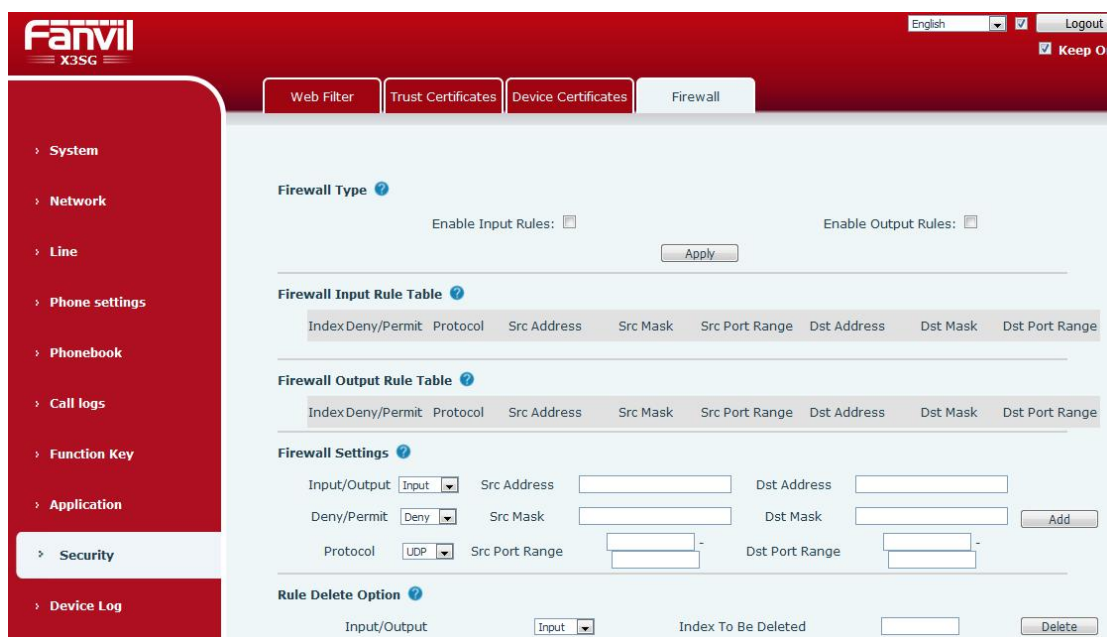 Fanvil
X3SG
English
Logout
Keep O
Web Filter
Trust Certificates
Device Certificates
Firewall
› System
› Network
› Line
› Phone settings
› Phonebook
› Call logs
› Function Key
› Application
› Security
› Device Log
Firewall Type ?
Enable Input Rules: Enable Output Rules:
Apply
Firewall Input Rule Table ?
Index Deny/Permit Protocol Src Address Src Mask Src Port Range Dst Address Dst Mask Dst Port Range
Firewall Output Rule Table ?
Index Deny/Permit Protocol Src Address Src Mask Src Port Range Dst Address Dst Mask Dst Port Range
Firewall Settings ?
Input/Output Input Src Address Dst Address
Deny/Permit Deny Src Mask Dst Mask Add
Protocol UDP Src Port Range - Dst Port Range -
Rule Delete Option ?
Input/Output Input Index To Be Deleted Delete